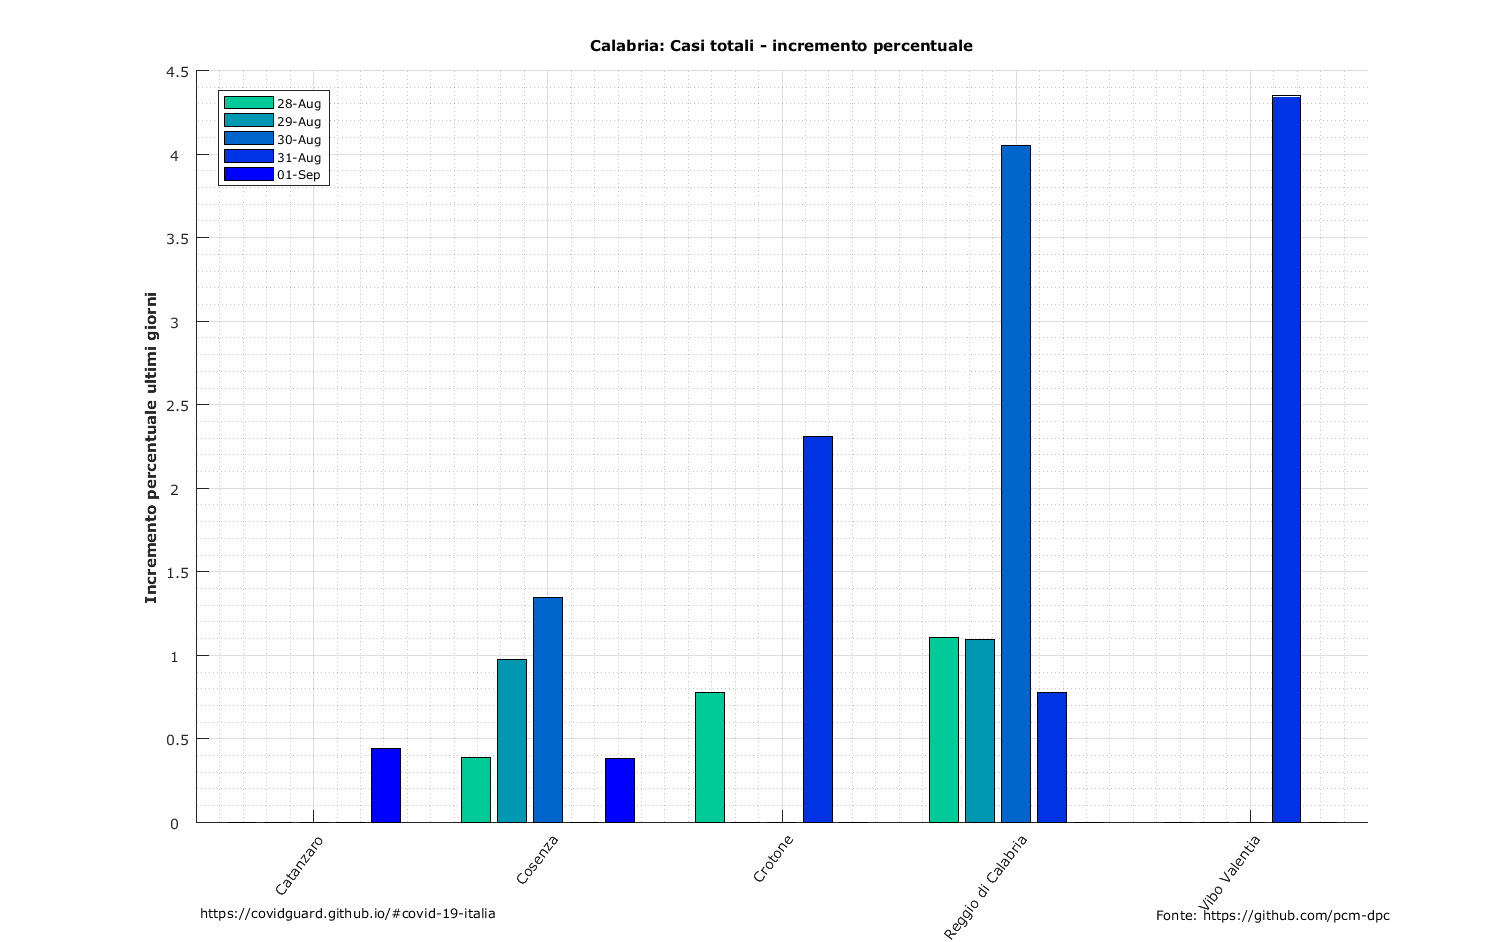 Calabria: Casi totali - incremento percentuale
Incremento percentuale ultimi giorni
4.5
4
3.5
3
2.5
2
1.5
1
0.5
0
28-Aug
29-Aug
30-Aug
31-Aug
01-Sep
Catanzaro
Cosenza
Crotone
Reggio di Calabria
Vibo Valentia
https://covidguard.github.io/#covid-19-italia
Fonte: https://github.com/pcm-dpc